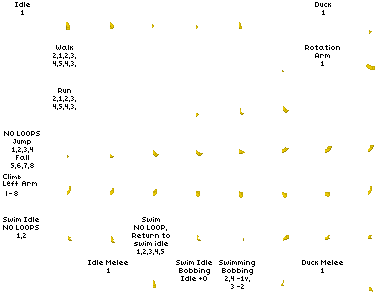 Idle
1
Duck
1
Walk
2,1,2,3,
4,5,4,3,
Rotation
Arm
1
Run
2,1,2,3,
4,5,4,3,
NO LOOPS
Jump
1,2,3,4
Fall
5,6,7,8
Climb
Left Arm
1-8
Swim Idle
NO LOOPS
1,2
Swim
NO LOOP,
Return to
swim idle
1,2,3,4,5
Idle Melee
1
Swim Idle
Bobbing
Idle +0
Swimming
Bobbing
2,4 -1v,
3 -2
Duck Melee
1